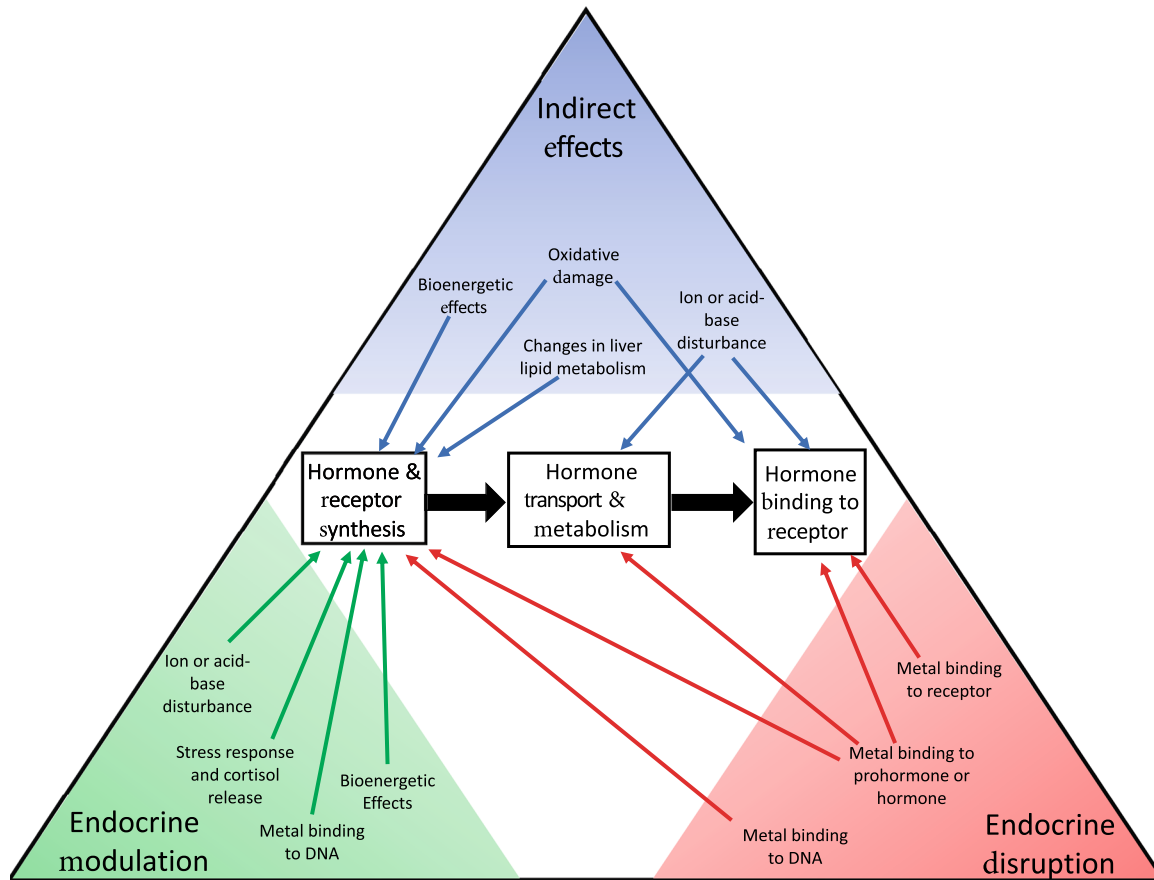 Indirect
effects
Oxidative
damage
Bioenergetic
effects
Ion or acid-
base
disturbance
Changes in liver
lipid metabolism
Hormone &
receptor
synthesis
Hormone
transport &
metabolism
Hormone
binding to
receptor
Ion or acid-
base
disturbance
Stress response
and cortisol
release
Bioenergetic
Effects
Metal binding
to DNA
Endocrine
modulation
Metal binding
to receptor
Metal binding to
prohormone or
hormone
Metal binding
to DNA
Endocrine
disruption